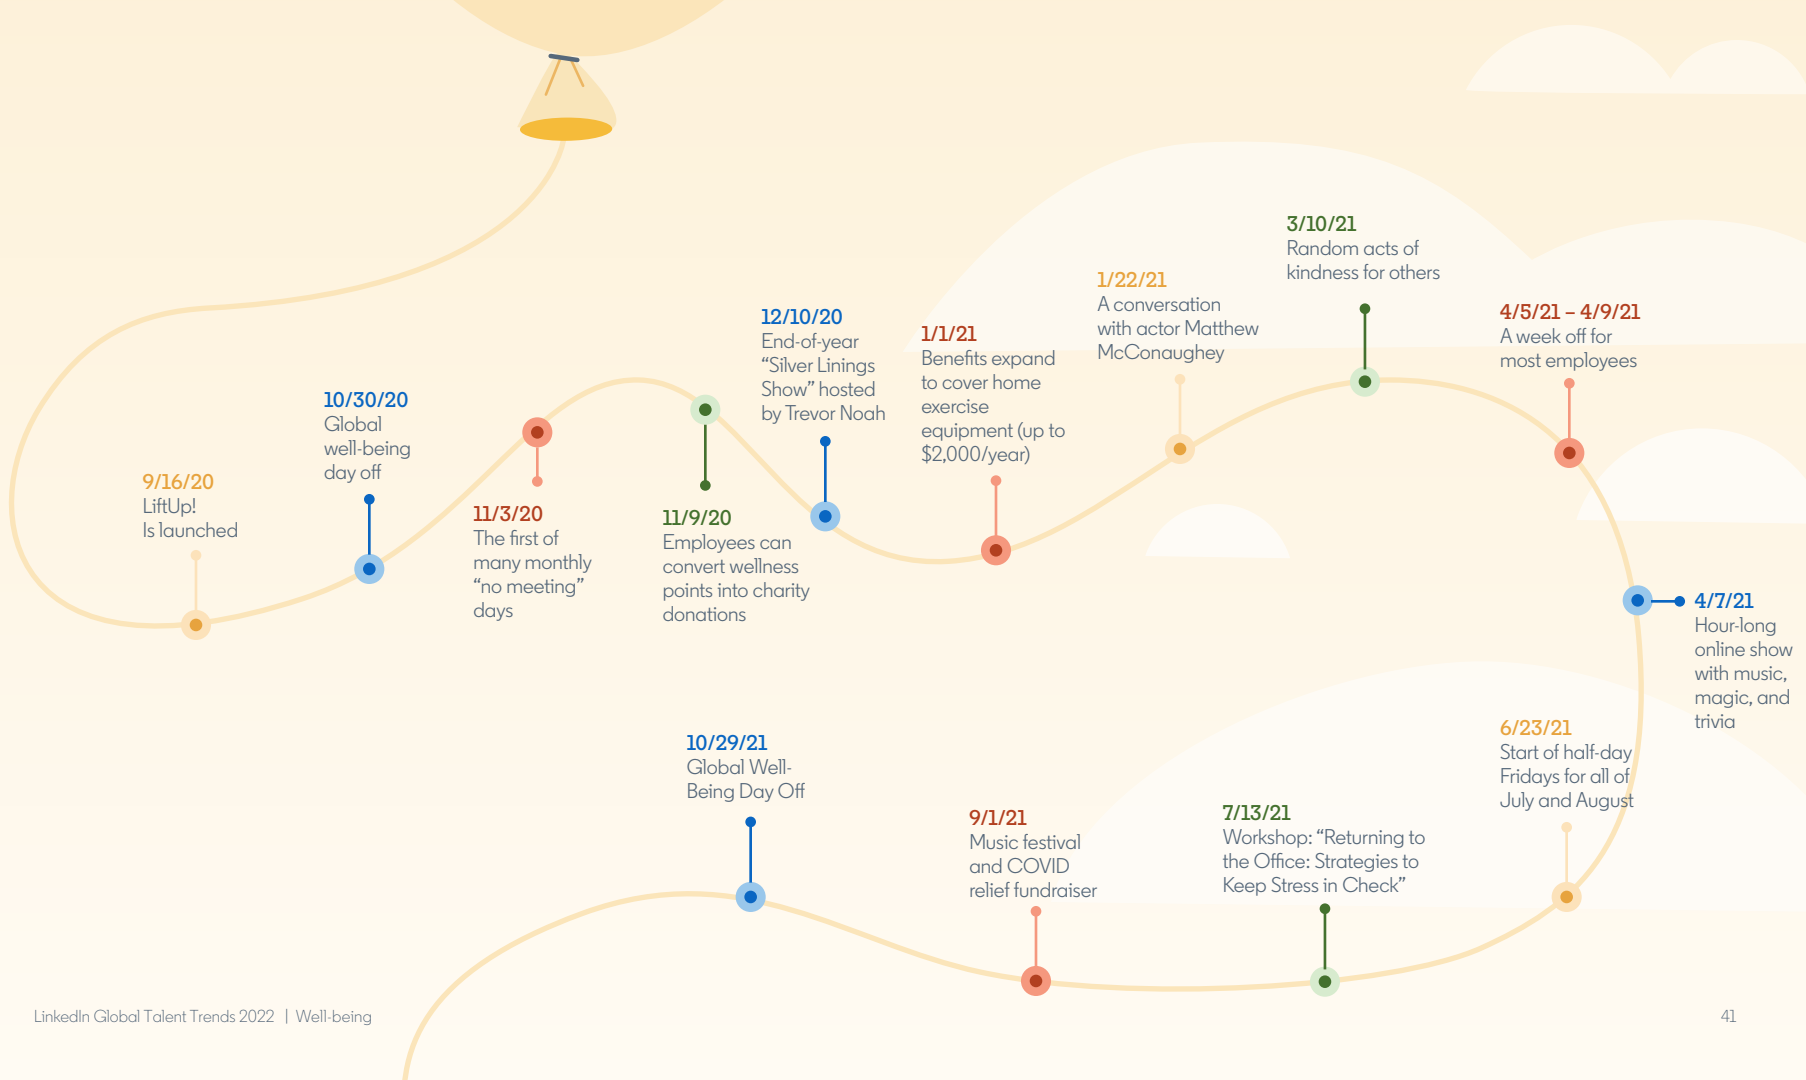 9/16/20
LiftUp!
Is launched
10/30/20
Global
well-being
day off
11/3/20
The first of
many monthly
“no meeting”
days
11/9/20
Employees can
convert wellness
points into charity
donations
12/10/20
End-of-year
“Silver Linings
Show” hosted
by Trevor Noah
1/1/21
Benefits expand
to cover home
exercise
equipment (up to
$2,000/year)
1/22/21
A conversation
with actor Matthew
McConaughey
3/10/21
Random acts of
kindness for others
4/5/21 – 4/9/21
A week off for
most employees
4/7/21
Hour-long
online show
with music,
magic, and
trivia
6/23/21
Start of half-day
Fridays for all of
July and August
7/13/21
Workshop: “Returning to
the Office: Strategies to
Keep Stress in Check”
9/1/21
Music festival
and COVID
relief fundraiser
10/29/21
Global Well-
Being Day Off
LinkedIn Global Talent Trends 2022 | Well-being
41